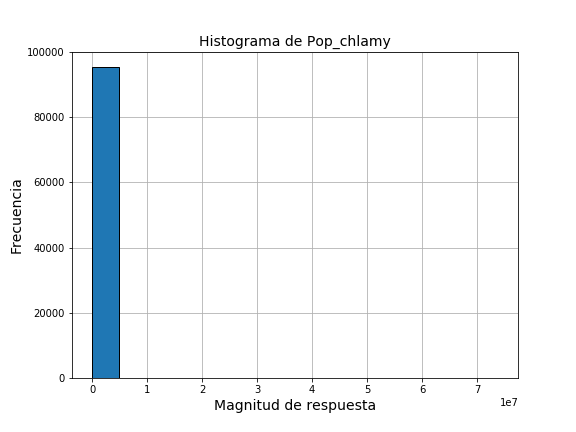 Histograma de Pop_chlamy
Frecuencia
100000
80000
60000
40000
20000
0
0 1 2 3 4 5 6 7
1e7
Magnitud de respuesta